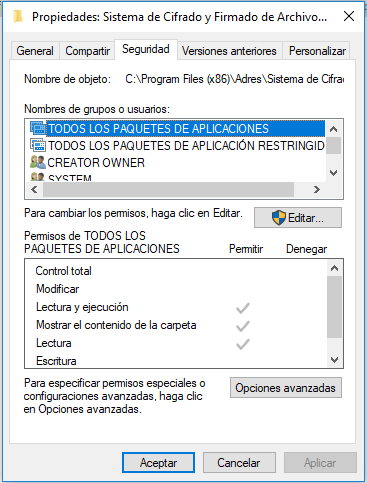 Propiedades: Sistema de Cifrado y Firmado de Archivo...
General Compartir Seguridad Versiones anteriores Personalizar
Nombre de objeto: C:\Program Files (x86)\Adres\Sistema de Cifrac
Nombres de grupos o usuarios:
TODOS LOS PAQUETES DE APLICACIONES
TODOS LOS PAQUETES DE APLICACIÓN RESTRINGID
CREATOR OWNER
SYSTEM
Para cambiar los permisos, haga clic en Editar.
Editar...
Permisos de TODOS LOS
PAQUETES DE APLICACIONES Permitir Denegar
Control total
Modificar
Lectura y ejecución
Mostrar el contenido de la carpeta
Lectura
Escritura
Para especificar permisos especiales o
configuraciones avanzadas, haga clic
en Opciones avanzadas.
Opciones avanzadas
Aceptar Cancelar Aplicar